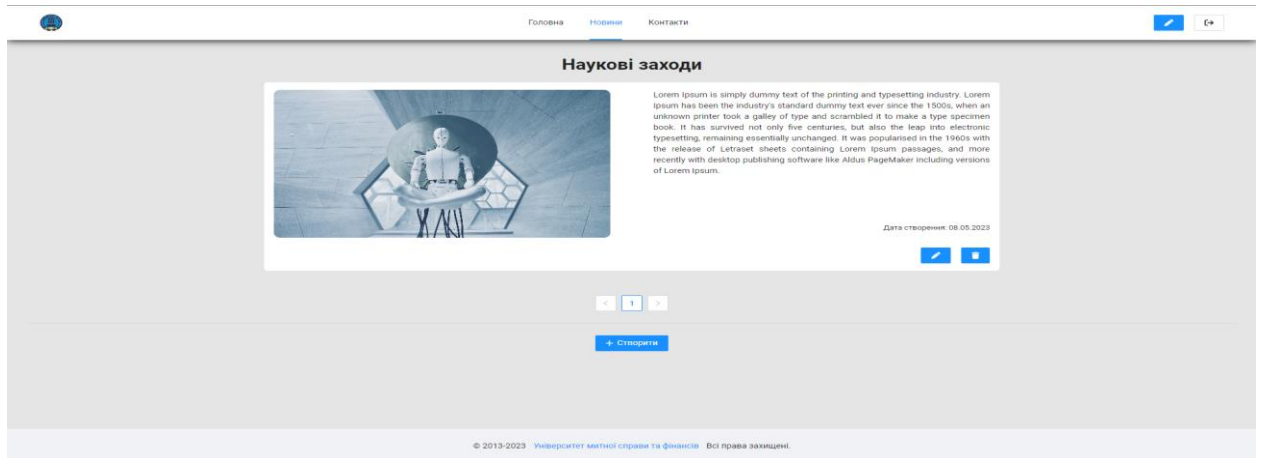 Головна Новини Контакти
Наукові заходи
Lorem Ipsum is simply dummy text of the printing and typesetting industry. Lorem
Ipsum has been the industry's standard dummy text ever since the 1500s, when an
unknown printer took a galley of type and scrambled it to make a type specimen
book. It has survived not only five centuries, but also the leap into electronic
typesetting, remaining essentially unchanged. It was popularised in the 1960s with
the release of Letraset sheets containing Lorem Ipsum passages, and more
recently with desktop publishing software like Aldus PageMaker including versions
of Lorem Ipsum.
Дата створення: 08.05.2023
< 1 >
+ Створити
© 2013-2023 Університет митної справи та фінансів Всі права захищені.